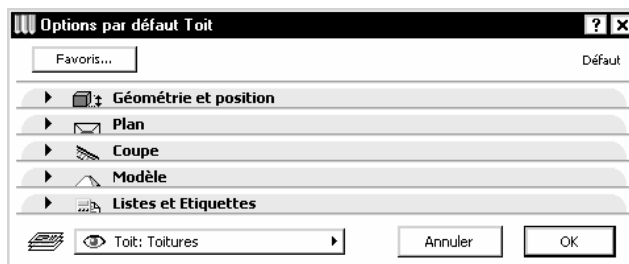 Options par défaut Toit
Favoris... Défaut
Géométrie et position
Plan
Coupe
Modèle
Listes et Etiquettes
Toit: Toitures Annuler OK